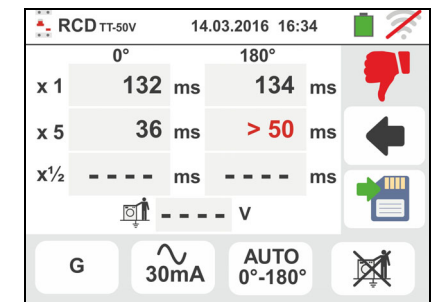 RCD TT-50V 14.03.2016 16:34
0° 180°
x 1 132 ms 134 ms
x 5 36 ms > 50 ms
x½ - - - - ms - - - - ms
- - - - V
G 30mA AUTO 0°-180°